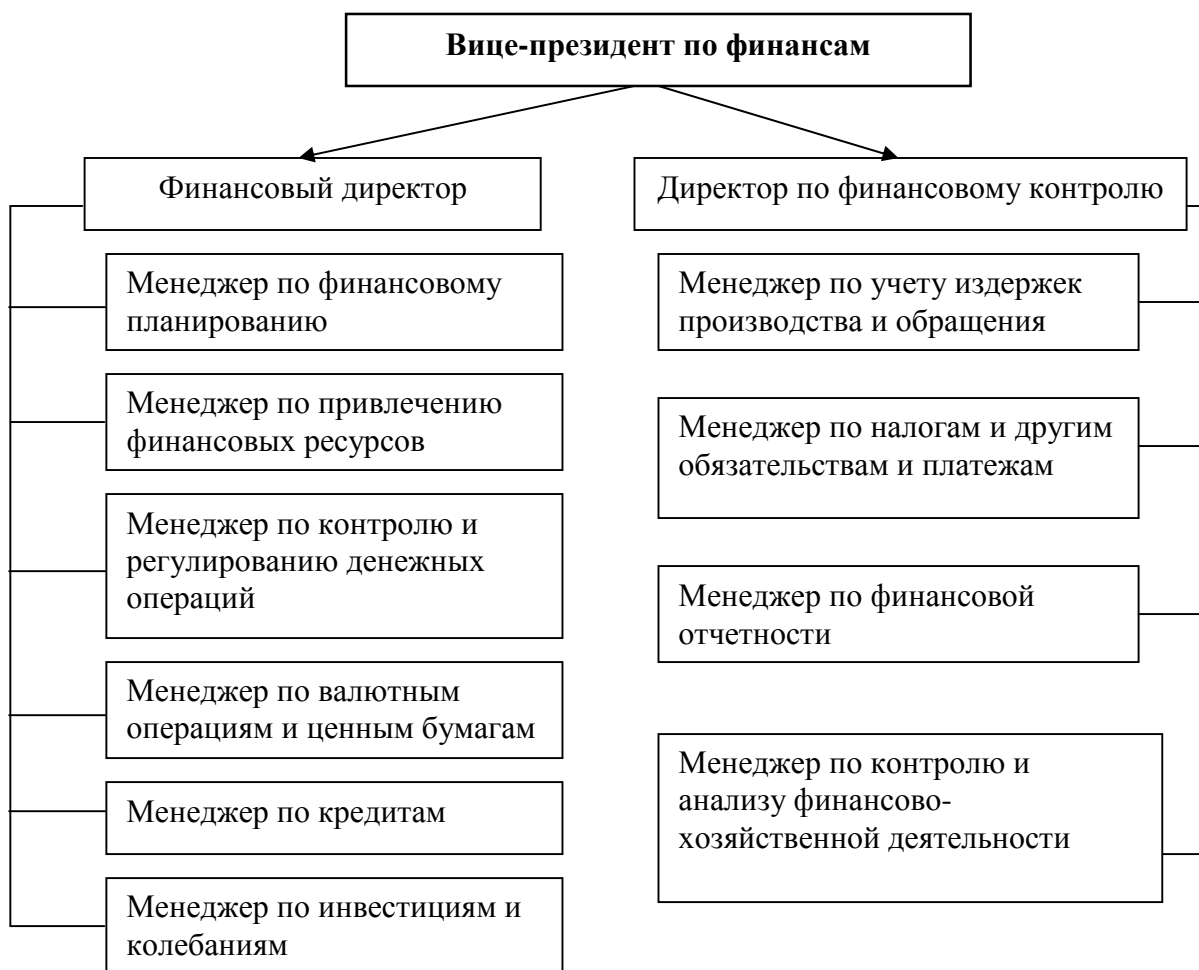 Вице-президент по финансам
Финансовый директор
Менеджер по финансовому
планированию
Менеджер по привлечению
финансовых ресурсов
Менеджер по контролю и
регулированию денежных
операций
Менеджер по валютным
операциям и ценным бумагам
Менеджер по кредитам
Менеджер по инвестициям и
колебаниям
Директор по финансовому контролю
Менеджер по учету издержек
производства и обращения
Менеджер по налогам и другим
обязательствам и платежам
Менеджер по финансовой
отчетности
Менеджер по контролю и
анализу финансово-
хозяйственной деятельности